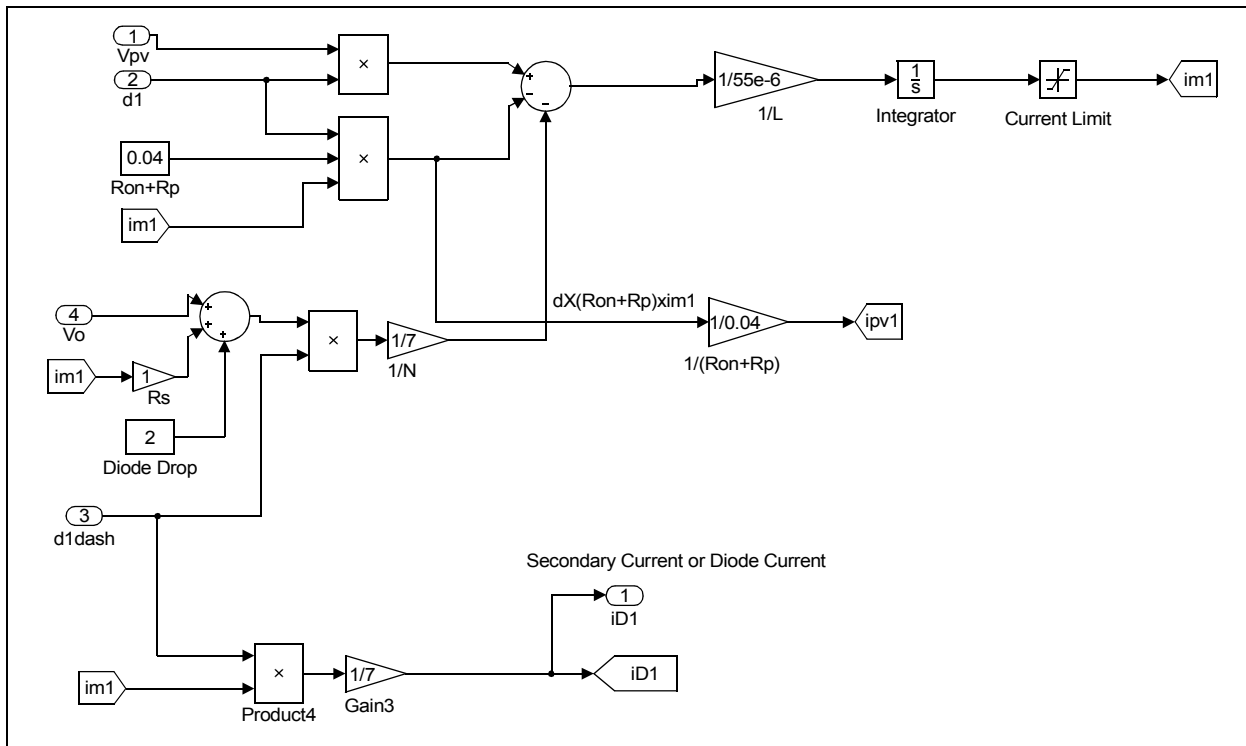 1
Vpv
2
d1
×
+
−
−
1/55e-6
1/L
1
s
Integrator
Current Limit
im1
0.04
Ron+Rp
×
im1
4
Vo
+
+
+
×
1/7
1/N
dX(Ron+Rp)xim1
1/0.04
1/(Ron+Rp)
ipv1
im1
1
Rs
2
Diode Drop
3
d1dash
Secondary Current or Diode Current
1
iD1
im1
×
Product4
1/7
Gain3
iD1